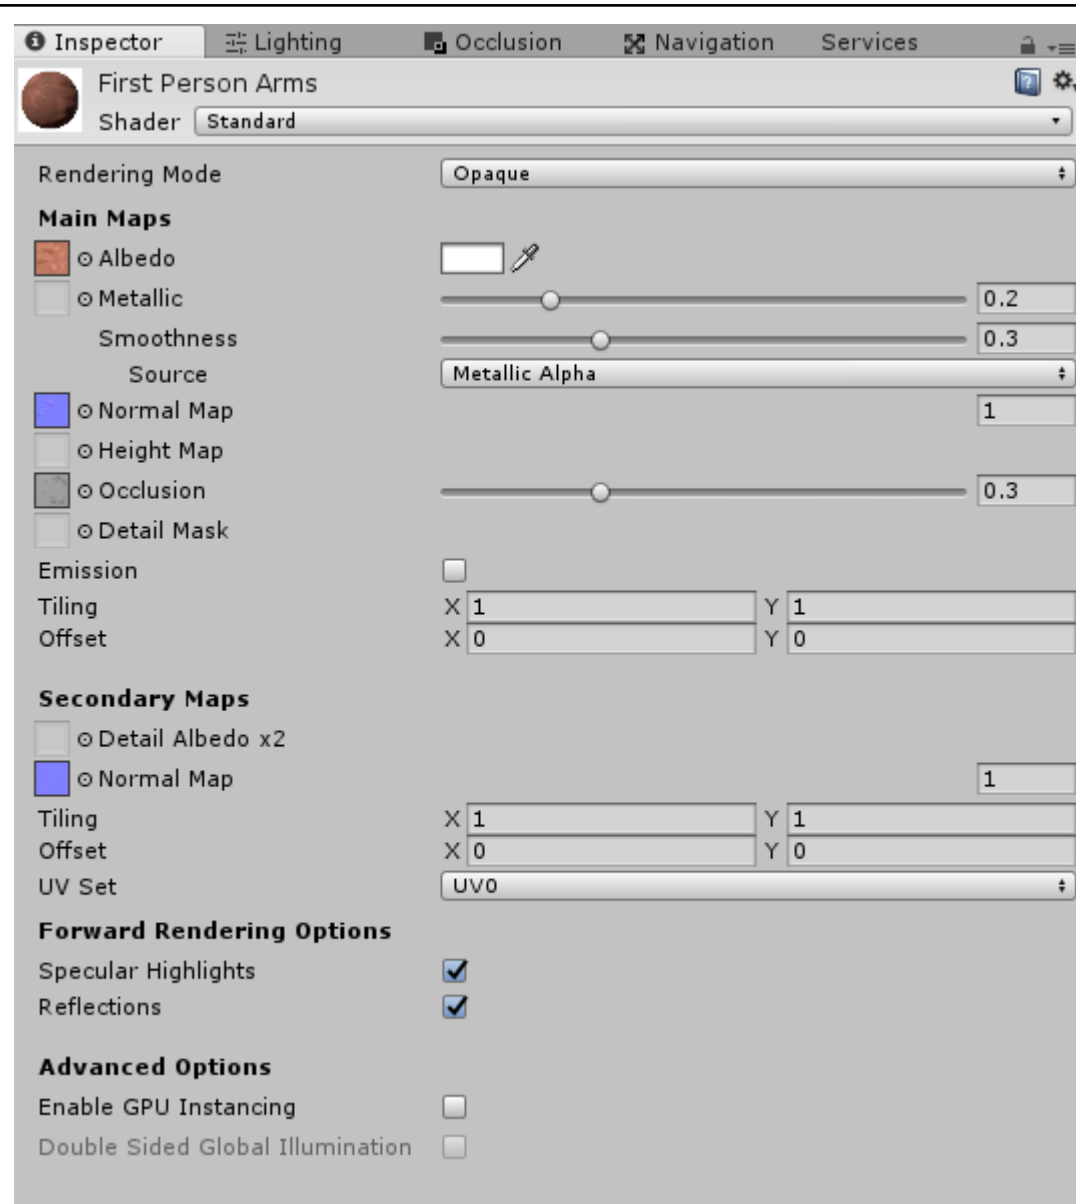 Inspector Lighting Occlusion Navigation Services
First Person Arms
Shader Standard
Rendering Mode Opaque
Main Maps
Albedo
Metallic 0.2
Smoothness 0.3
Source Metallic Alpha
Normal Map 1
Height Map
Occlusion 0.3
Detail Mask
Emission
Tiling X 1 Y 1
Offset X 0 Y 0
Secondary Maps
Detail Albedo x2
Normal Map 1
Tiling X 1 Y 1
Offset X 0 Y 0
UV Set UV0
Forward Rendering Options
Specular Highlights
Reflections
Advanced Options
Enable GPU Instancing
Double Sided Global Illumination